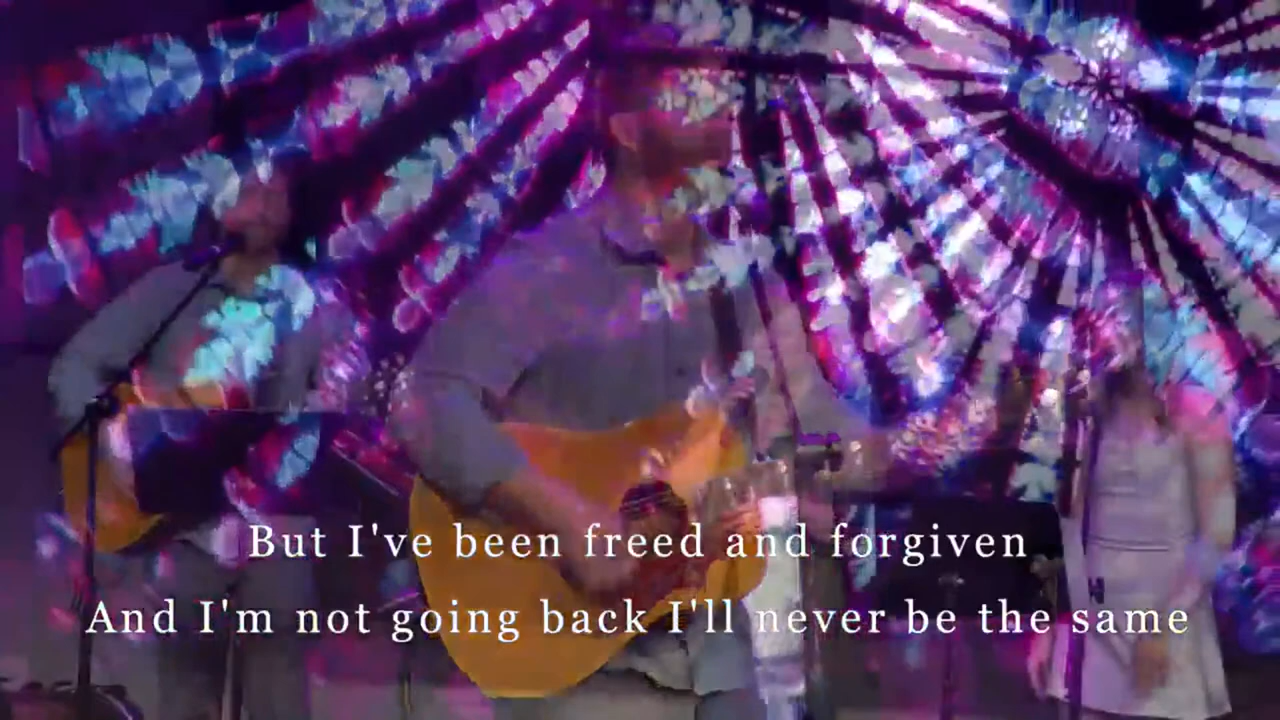 But I've been freed and forgiven
And I'm not going back I'll never be the same